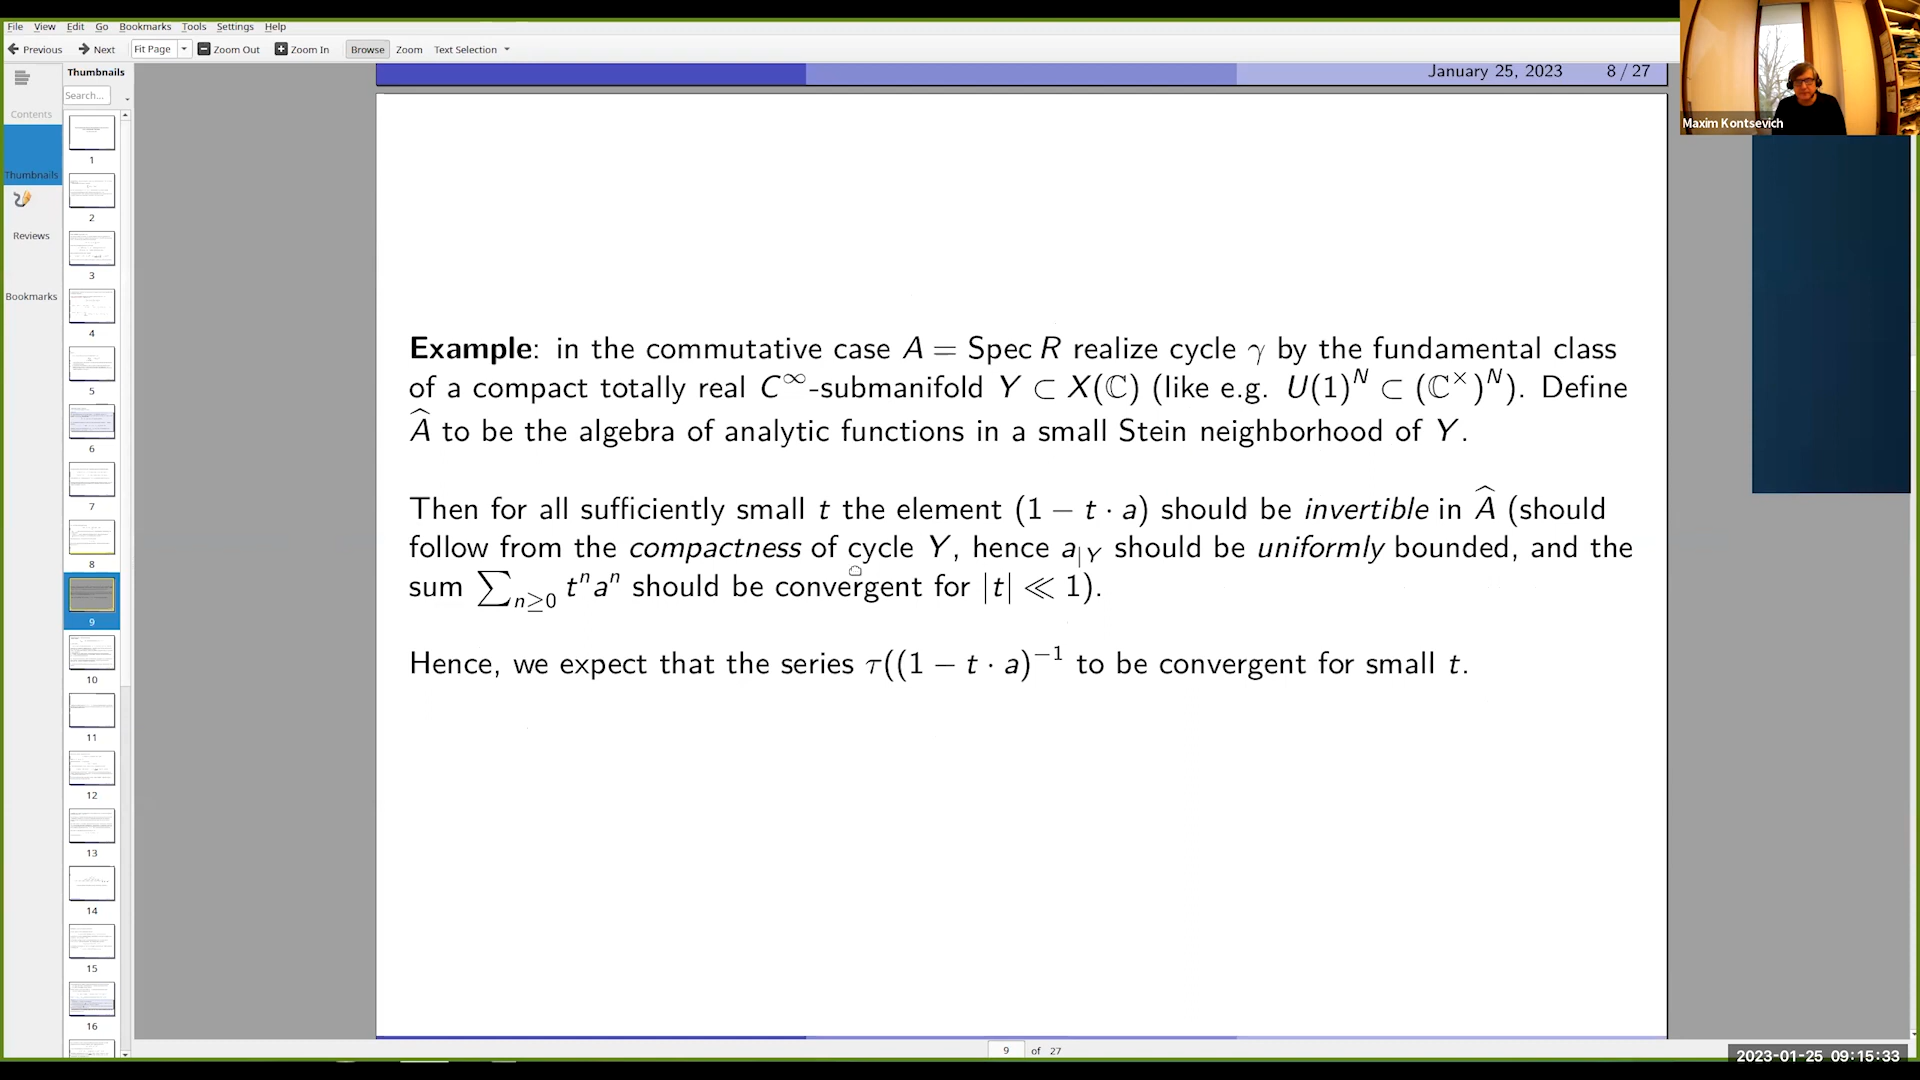 File View Edit Go Bookmarks Tools Settings Help
Previous Next Fit Page Zoom Out Zoom In Browse Zoom Text Selection
Contents
Thumbnails
Reviews
Bookmarks
Thumbnails
Search...
1
2
3
4
5
6
7
8
9
10
11
12
13
14
15
16
January 25, 2023 8 / 27
Example: in the commutative case A = Spec R realize cycle γ by the fundamental class
of a compact totally real C^∞-submanifold Y ⊂ X(ℂ) (like e.g. U(1)^N ⊂ (ℂ^×)^N). Define
Â to be the algebra of analytic functions in a small Stein neighborhood of Y.
Then for all sufficiently small t the element (1 − t · a) should be invertible in Â (should
follow from the compactness of cycle Y, hence a_{|Y} should be uniformly bounded, and the
sum ∑_{n≥0} t^n a^n should be convergent for |t| ≪ 1).
Hence, we expect that the series τ((1 − t · a)^{−1} to be convergent for small t.
9 of 27
Maxim Kontsevich
2023-01-25 09:15:33